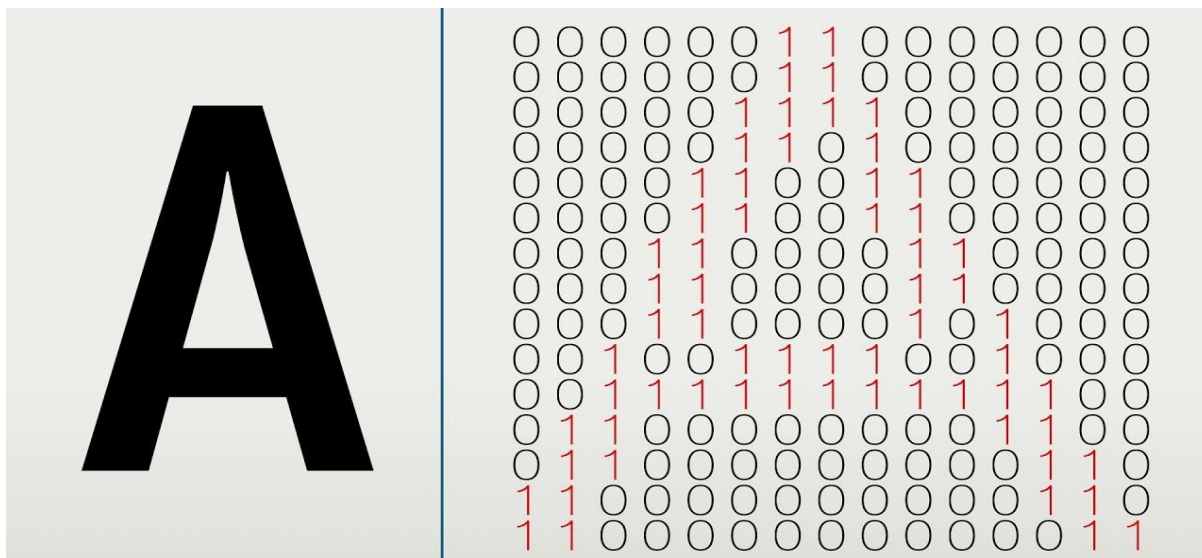 A
0 0 0 0 0 0 1 1 0 0 0 0 0 0 0
0 0 0 0 0 0 1 1 0 0 0 0 0 0 0
0 0 0 0 0 1 1 1 1 0 0 0 0 0 0
0 0 0 0 0 1 1 0 1 0 0 0 0 0 0
0 0 0 0 1 1 0 0 1 1 0 0 0 0 0
0 0 0 0 1 1 0 0 1 1 0 0 0 0 0
0 0 0 1 1 0 0 0 0 1 1 0 0 0 0
0 0 0 1 1 0 0 0 0 1 1 0 0 0 0
0 0 0 1 1 0 0 0 0 1 0 1 0 0 0
0 0 1 0 0 1 1 1 1 0 0 1 0 0 0
0 0 1 1 1 1 1 1 1 1 1 1 1 0 0
0 1 1 0 0 0 0 0 0 0 0 1 1 0 0
0 1 1 0 0 0 0 0 0 0 0 0 1 1 0
1 1 0 0 0 0 0 0 0 0 0 0 1 1 0
1 1 0 0 0 0 0 0 0 0 0 0 0 1 1